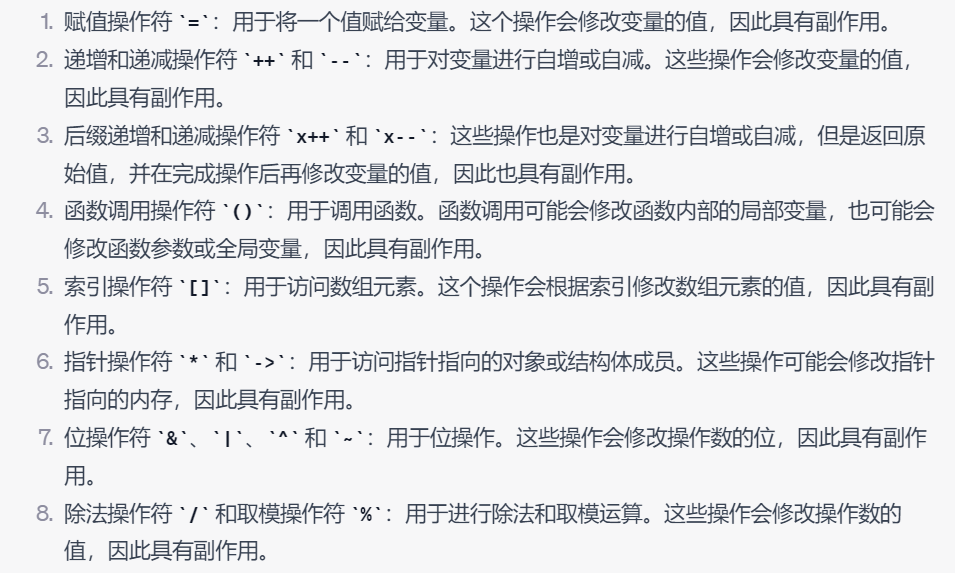 1. 赋值操作符 `=`：用于将一个值赋给变量。这个操作会修改变量的值，因此具有副作用。
2. 递增和递减操作符 `++` 和 `--`：用于对变量进行自增或自减。这些操作会修改变量的值，
因此具有副作用。
3. 后缀递增和递减操作符 `x++` 和 `x--`：这些操作也是对变量进行自增或自减，但是返回原
始值，并在完成操作后再修改变量的值，因此也具有副作用。
4. 函数调用操作符 `()`：用于调用函数。函数调用可能会修改函数内部的局部变量，也可能会
修改函数参数或全局变量，因此具有副作用。
5. 索引操作符 `[]`：用于访问数组元素。这个操作会根据索引修改数组元素的值，因此具有副
作用。
6. 指针操作符 `*` 和 `->`：用于访问指针指向的对象或结构体成员。这些操作可能会修改指针
指向的内存，因此具有副作用。
7. 位操作符 `&`、`|`、`^` 和 `~`：用于位操作。这些操作会修改操作数的位，因此具有副作
用。
8. 除法操作符 `/` 和取模操作符 `%`：用于进行除法和取模运算。这些操作会修改操作数的
值，因此具有副作用。